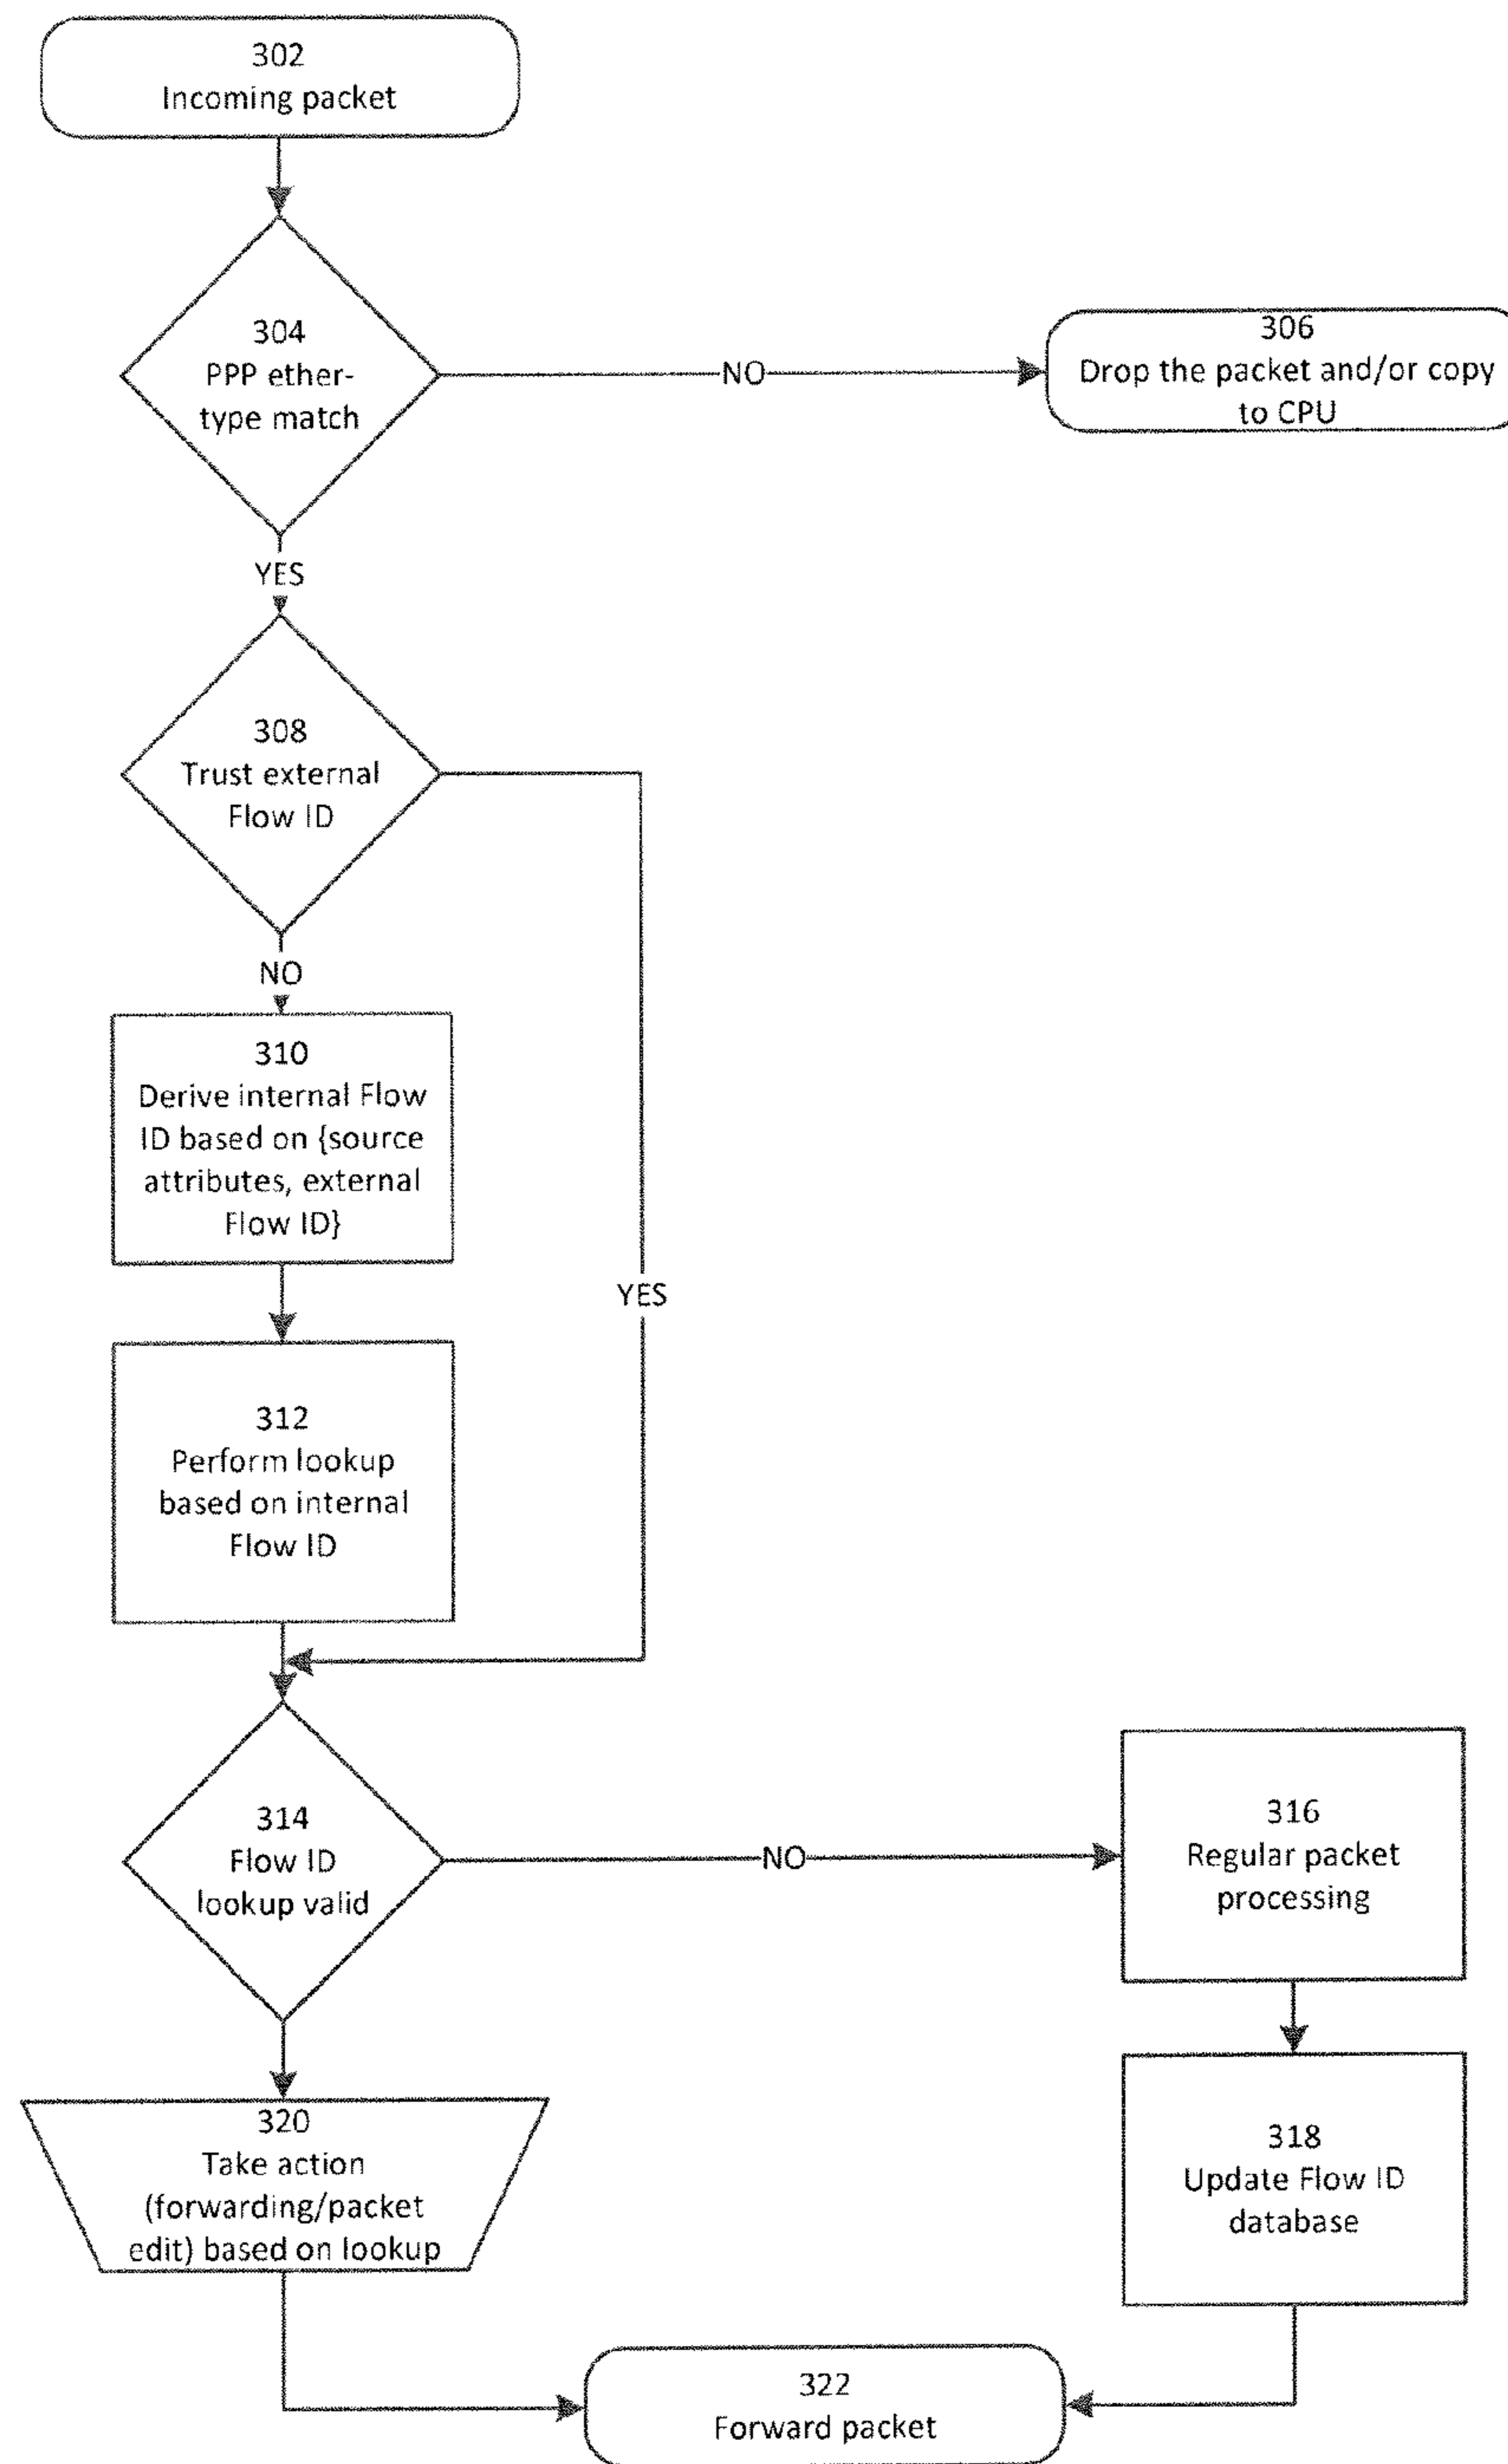 302
Incoming packet
304
PPP ether-
type match
NO
306
Drop the packet and/or copy
to CPU
YES
308
Trust external
Flow ID
NO
310
Derive internal Flow
ID based on {source
attributes, external
Flow ID}
YES
312
Perform lookup
based on internal
Flow ID
314
Flow ID
lookup valid
NO
316
Regular packet
processing
320
Take action
(forwarding/packet
edit) based on lookup
318
Update Flow ID
database
322
Forward packet